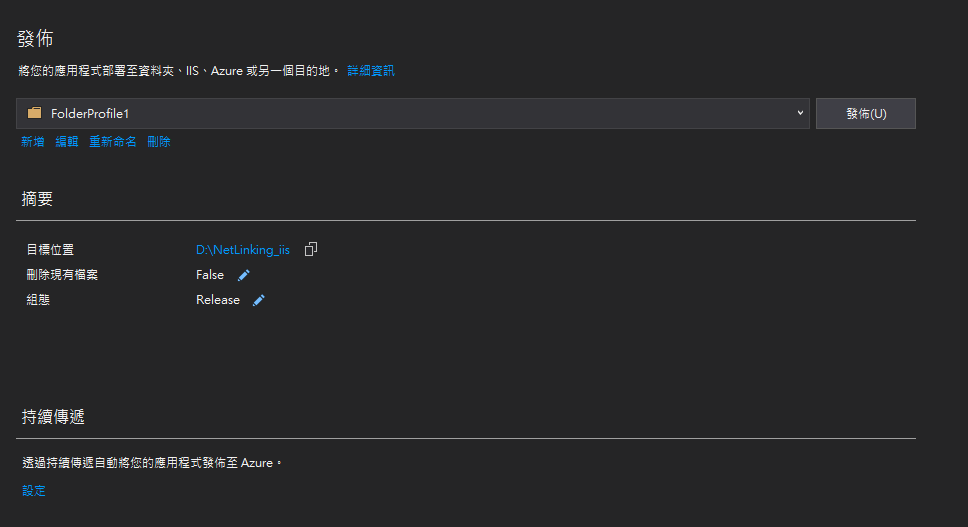 發佈
將您的應用程式部署至資料夾、IIS、Azure 或另一個目的地。 詳細資訊
FolderProfile1 發佈(U)
新增 編輯 重新命名 刪除
摘要
目標位置 D:\NetLinking_iis
刪除現有檔案 False
組態 Release
持續傳遞
透過持續傳遞自動將您的應用程式發佈至 Azure。
設定